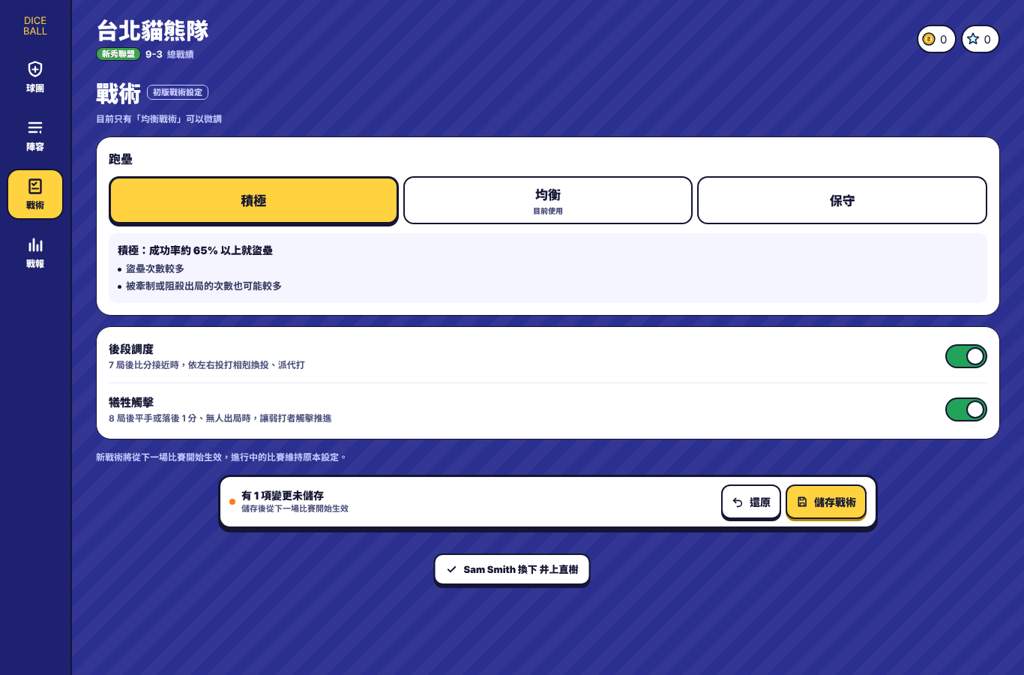 DICE
BALL
球團
陣容
戰術
戰報
台北貓熊隊
新秀聯盟 9-3 總戰績
0 0
戰術 初版戰術設定
目前只有「均衡戰術」可以微調
跑壘
積極
均衡
目前使用
保守
積極：成功率約 65% 以上就盜壘
• 盜壘次數較多
• 被牽制或阻殺出局的次數也可能較多
後段調度
7 局後比分接近時，依左右投打相剋換投、派代打
犧牲觸擊
8 局後平手或落後 1 分、無人出局時，讓弱打者觸擊推進
新戰術將從下一場比賽開始生效，進行中的比賽維持原本設定。
有 1 項變更未儲存
儲存後從下一場比賽開始生效
還原
儲存戰術
Sam Smith 換下 井上直樹